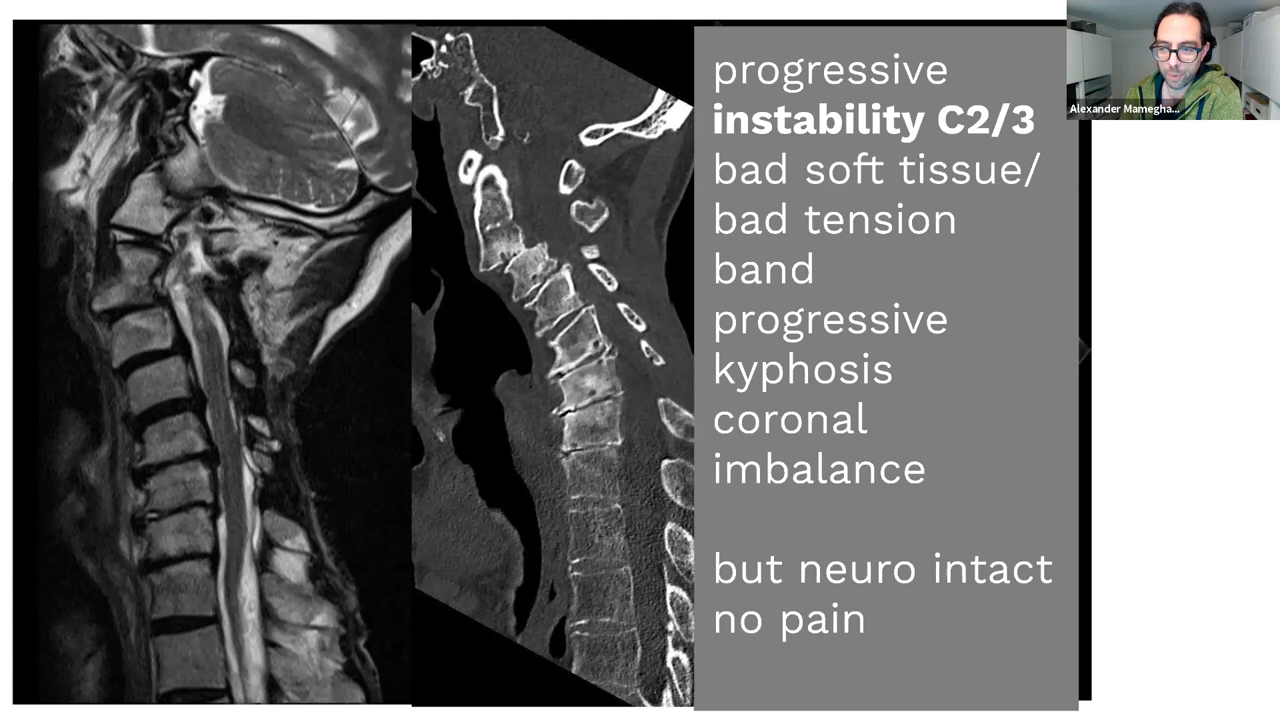 progressive
instability C2/3
bad soft tissue/
bad tension
band
progressive
kyphosis
coronal
imbalance
but neuro intact
no pain
Alexander Mamegha...